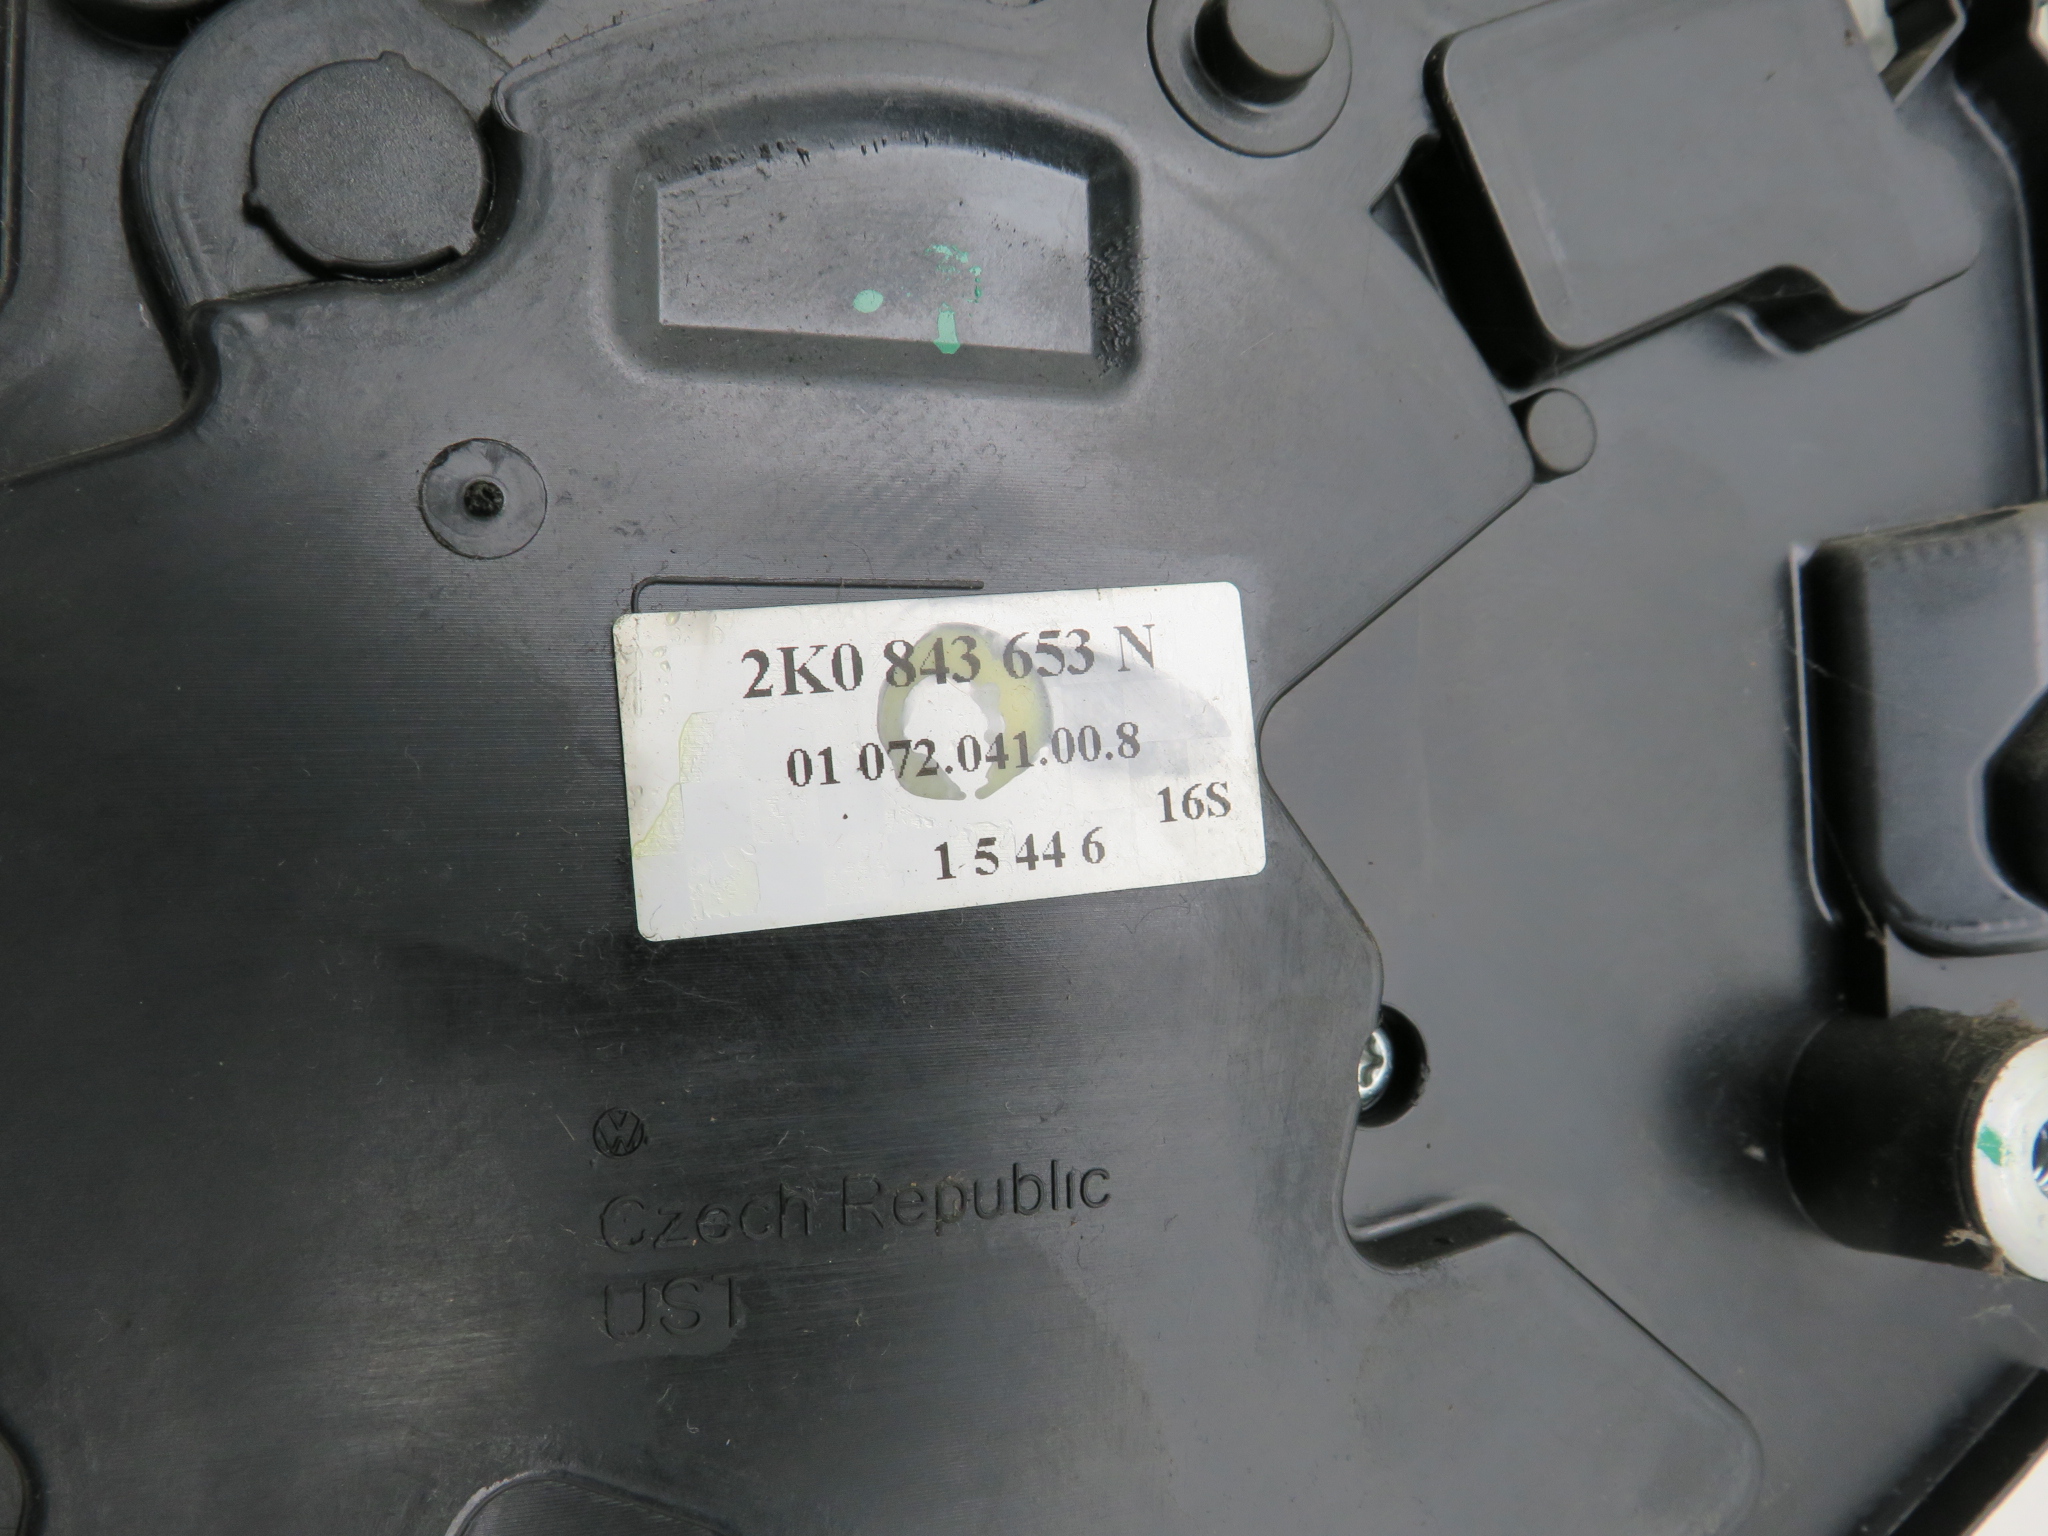 2K0 843 653 N
01 072.041.00.8
16S
1 5 44 6
Czech Republic
UST